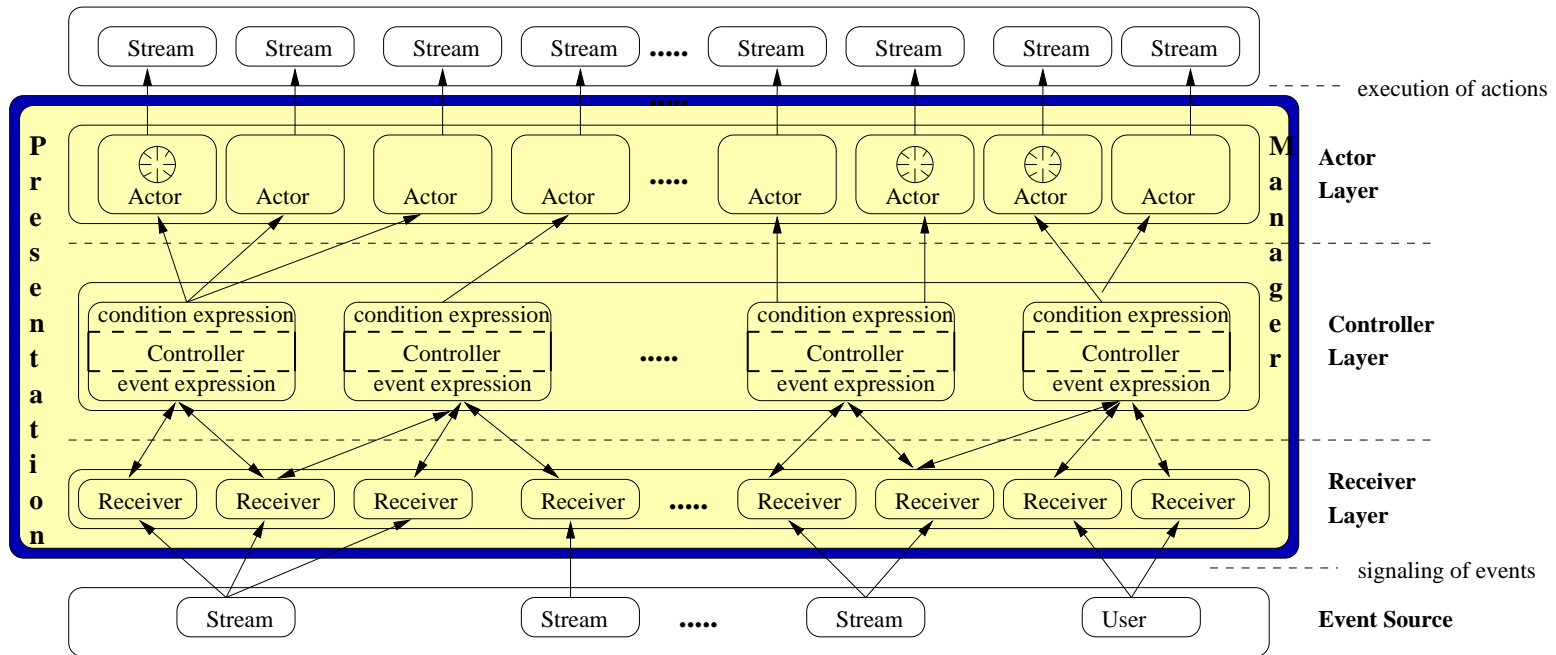 Stream Stream Stream Stream ..... Stream Stream Stream Stream
execution of actions
.....
Presentation
Manager
Actor Actor Actor Actor ..... Actor Actor Actor Actor
Actor
Layer
condition expression condition expression condition expression condition expression
Controller Controller ..... Controller Controller
event expression event expression event expression event expression
Controller
Layer
Receiver Receiver Receiver Receiver ..... Receiver Receiver Receiver Receiver
Receiver
Layer
signaling of events
Stream Stream ..... Stream User
Event Source